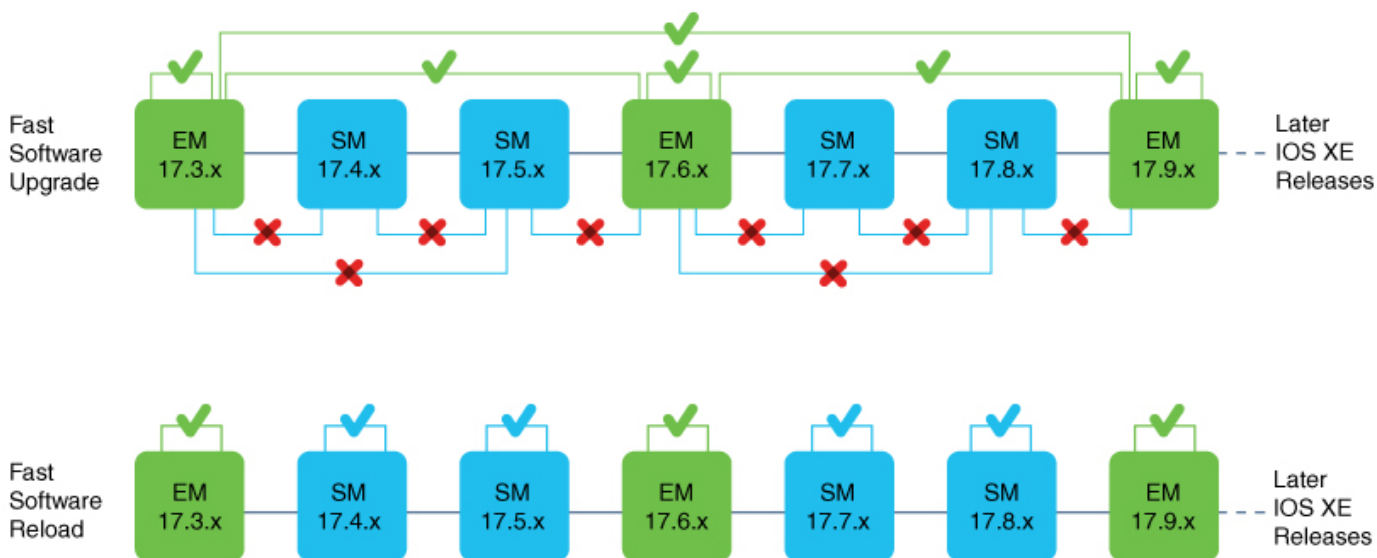 Fast
Software
Upgrade
EM
17.3.x
SM
17.4.x
SM
17.5.x
EM
17.6.x
SM
17.7.x
SM
17.8.x
EM
17.9.x
Later
IOS XE
Releases
Fast
Software
Reload
EM
17.3.x
SM
17.4.x
SM
17.5.x
EM
17.6.x
SM
17.7.x
SM
17.8.x
EM
17.9.x
Later
IOS XE
Releases